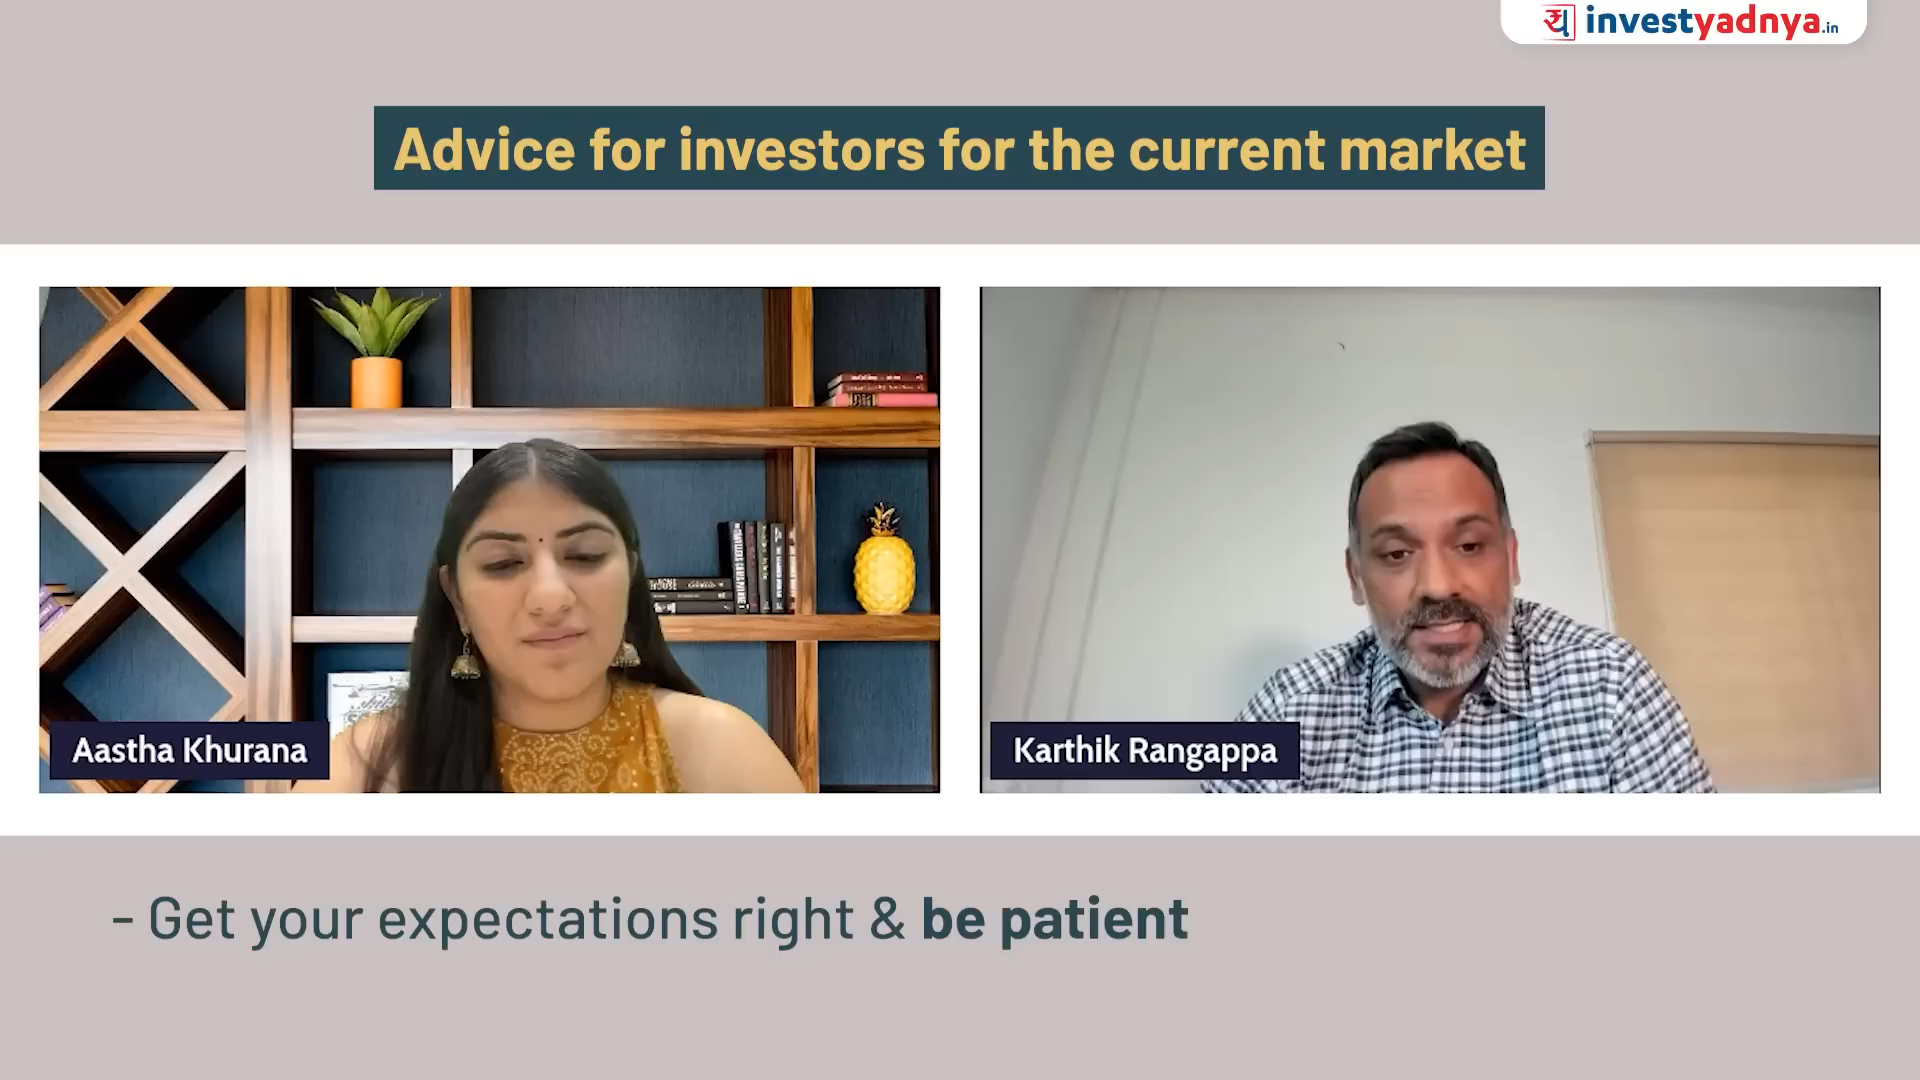 य investyadnya.in
Advice for investors for the current market
Aastha Khurana
Karthik Rangappa
- Get your expectations right & be patient